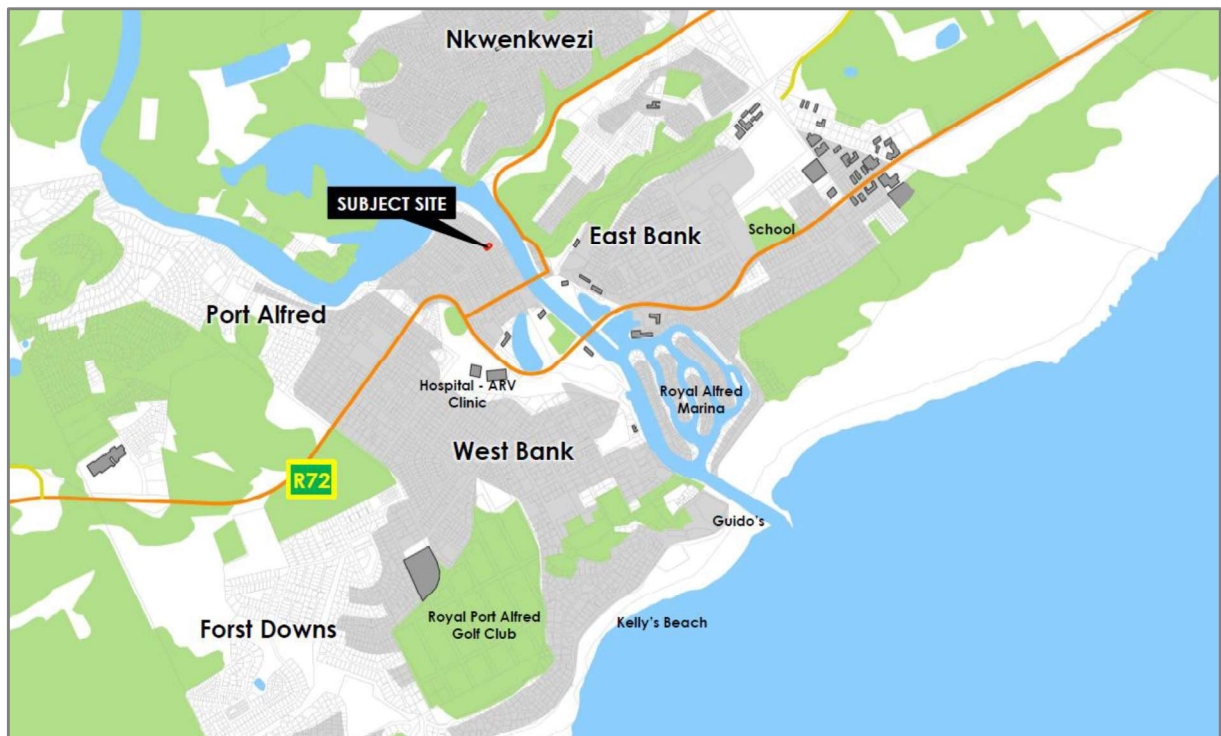 Nkwenkwezi
SUBJECT SITE
East Bank
School
Port Alfred
Hospital - ARV
Clinic
Royal Alfred
Marina
West Bank
R72
Guido's
Royal Port Alfred
Golf Club
Kelly's Beach
Forst Downs